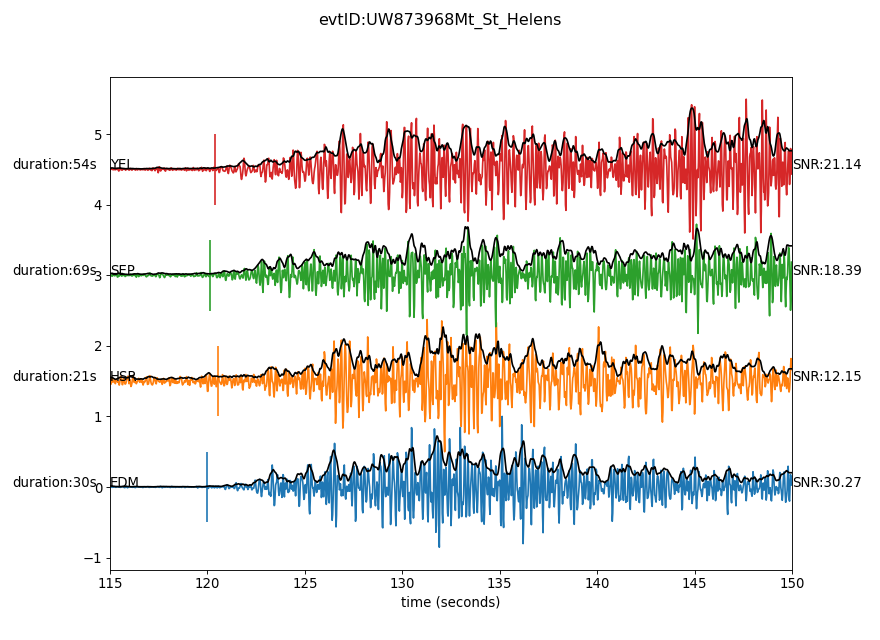 evtID:UW873968Mt_St_Helens
5
duration:54s YEL SNR:21.14
4
duration:69s SEP SNR:18.39
3
2
duration:21s HSR SNR:12.15
1
duration:30s EDM SNR:30.27
0
−1
115 120 125 130 135 140 145 150
time (seconds)